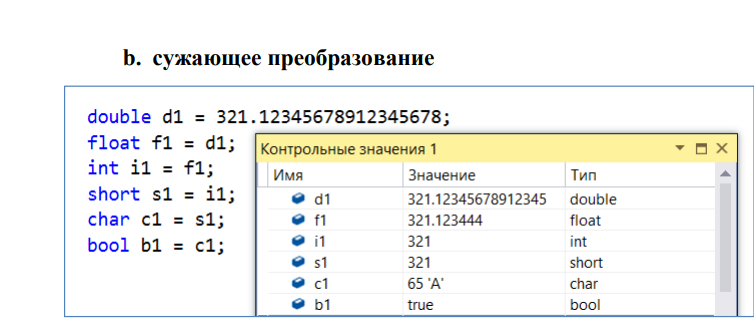 b. сужающее преобразование
double d1 = 321.12345678912345678;
float f1 = d1;
int i1 = f1;
short s1 = i1;
char c1 = s1;
bool b1 = c1;
Контрольные значения 1
Имя Значение Тип
d1 321.12345678912345 double
f1 321.123444 float
i1 321 int
s1 321 short
c1 65 'A' char
b1 true bool